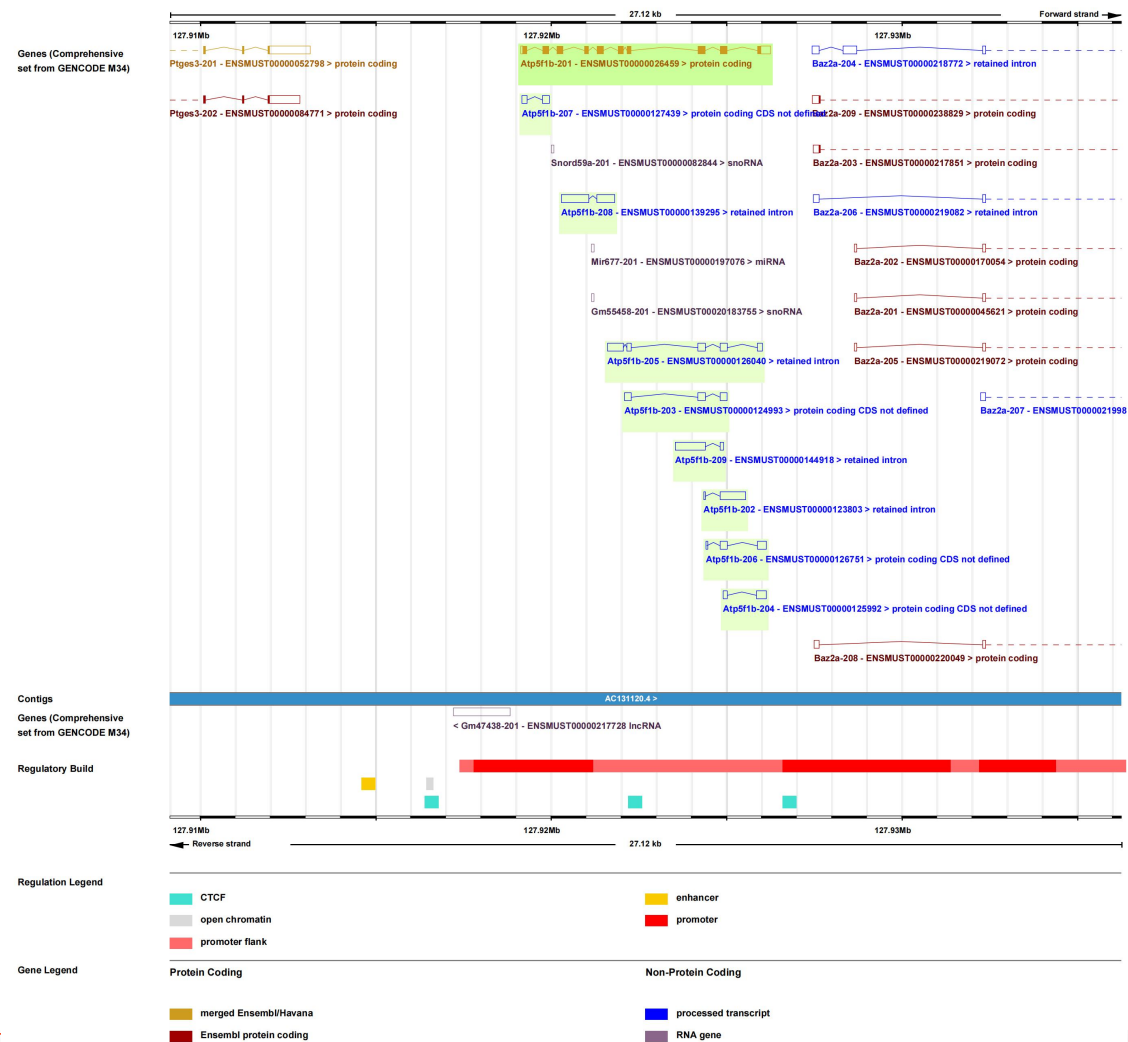 27.12 kb
Forward strand
127.91Mb 127.92Mb 127.93Mb
Genes (Comprehensive
set from GENCODE M34)
Ptges3-201 - ENSMUST00000052798 > protein coding
Atp5f1b-201 - ENSMUST00000026459 > protein coding
Baz2a-204 - ENSMUST00000218772 > retained intron
Ptges3-202 - ENSMUST00000084771 > protein coding
Atp5f1b-207 - ENSMUST00000127439 > protein coding CDS not defined
Baz2a-209 - ENSMUST00000238829 > protein coding
Snord59a-201 - ENSMUST00000082844 > snoRNA
Baz2a-203 - ENSMUST00000217851 > protein coding
Atp5f1b-208 - ENSMUST00000139295 > retained intron
Baz2a-206 - ENSMUST00000219082 > retained intron
Mir677-201 - ENSMUST00000197076 > miRNA
Baz2a-202 - ENSMUST00000170054 > protein coding
Gm55458-201 - ENSMUST00020183755 > snoRNA
Baz2a-201 - ENSMUST00000045621 > protein coding
Atp5f1b-205 - ENSMUST00000126040 > retained intron
Baz2a-205 - ENSMUST00000219072 > protein coding
Atp5f1b-203 - ENSMUST00000124993 > protein coding CDS not defined
Baz2a-207 - ENSMUST0000021998
Atp5f1b-209 - ENSMUST00000144918 > retained intron
Atp5f1b-202 - ENSMUST00000123803 > retained intron
Atp5f1b-206 - ENSMUST00000126751 > protein coding CDS not defined
Atp5f1b-204 - ENSMUST00000125992 > protein coding CDS not defined
Baz2a-208 - ENSMUST00000220049 > protein coding
Contigs
AC131120.4 >
Genes (Comprehensive
set from GENCODE M34)
< Gm47438-201 - ENSMUST00000217728 lncRNA
Regulatory Build
127.91Mb 127.92Mb 127.93Mb
Reverse strand
27.12 kb
Regulation Legend
CTCF
enhancer
open chromatin
promoter
promoter flank
Gene Legend
Protein Coding
Non-Protein Coding
merged Ensembl/Havana
processed transcript
Ensembl protein coding
RNA gene